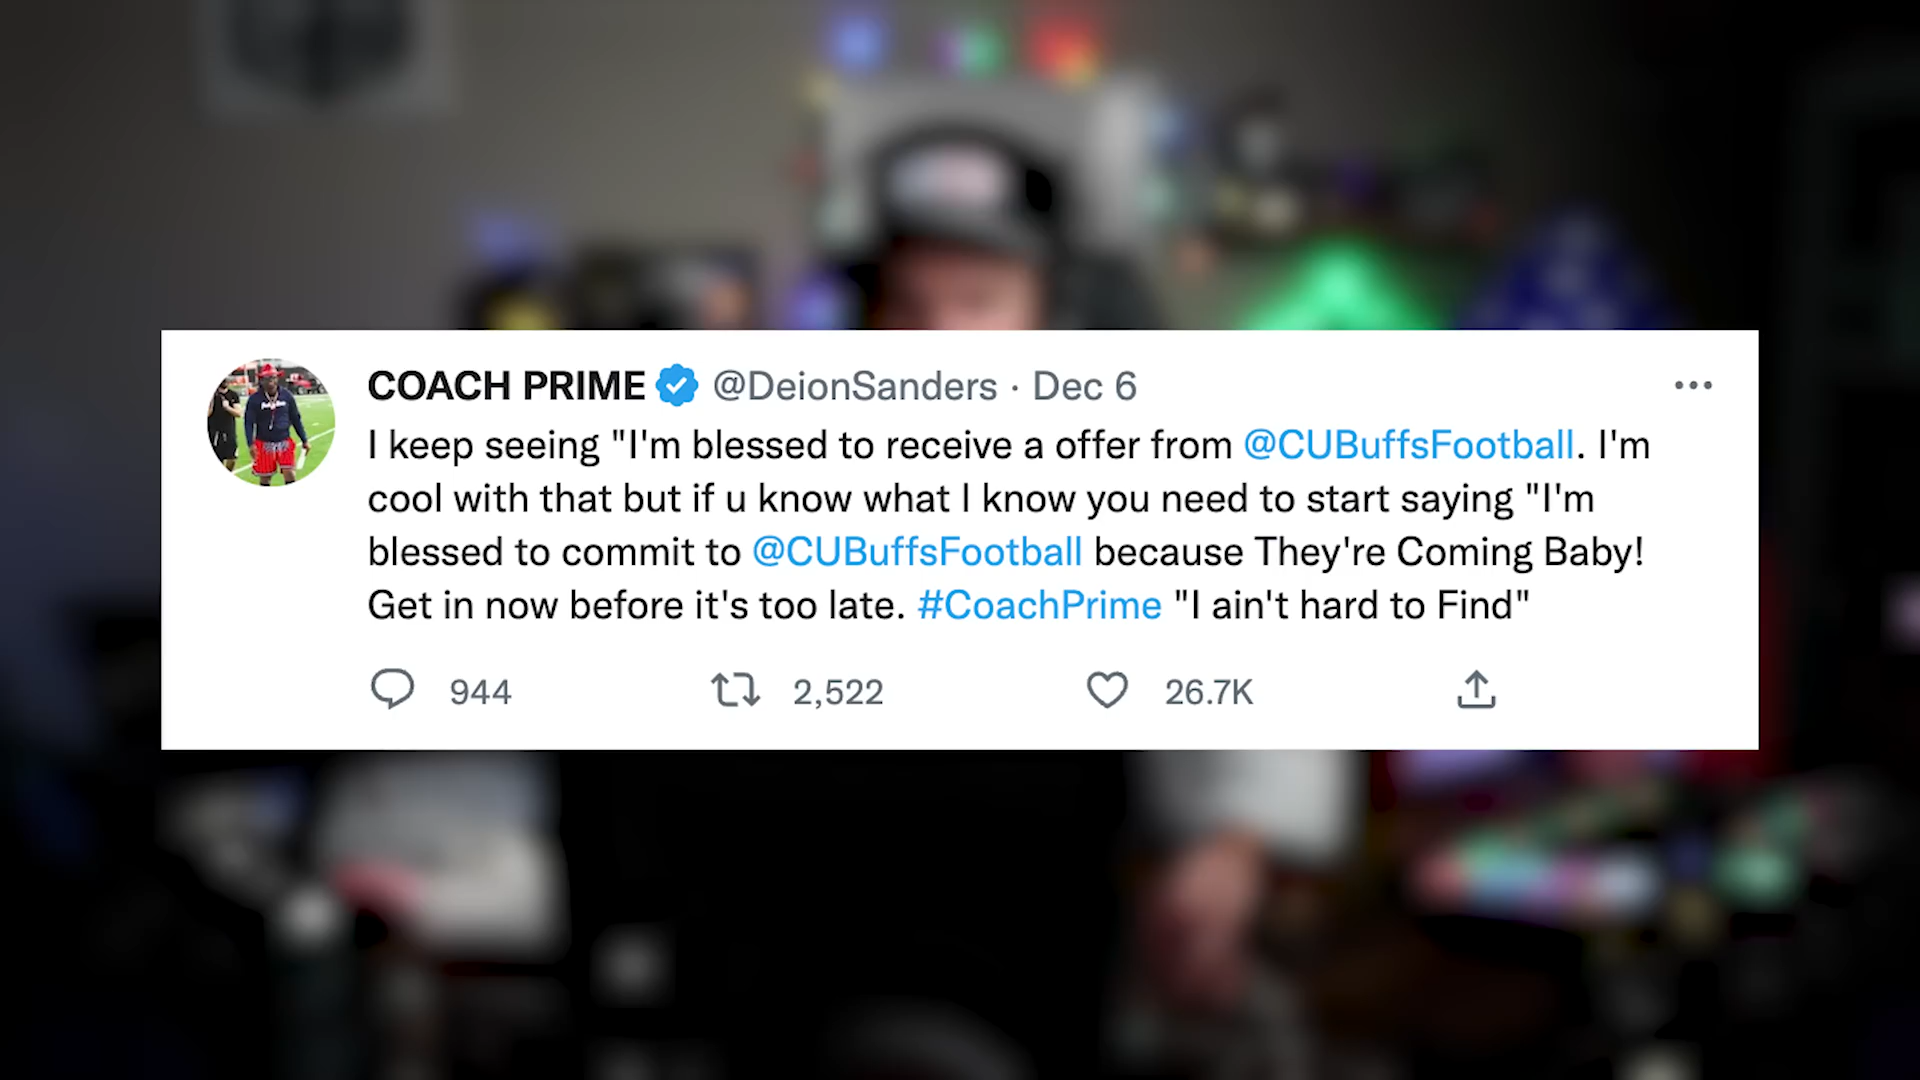 COACH PRIME @DeionSanders · Dec 6
I keep seeing "I'm blessed to receive a offer from @CUBuffsFootball. I'm
cool with that but if u know what I know you need to start saying "I'm
blessed to commit to @CUBuffsFootball because They're Coming Baby!
Get in now before it's too late. #CoachPrime "I ain't hard to Find"
944 2,522 26.7K